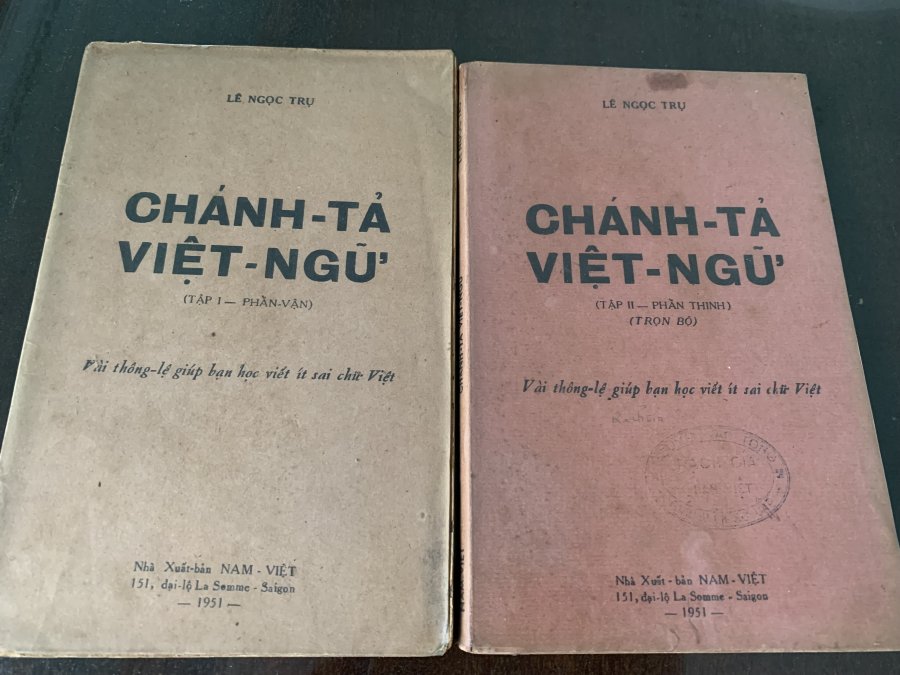 LÊ NGỌC TRỤ
CHÁNH-TẢ
VIỆT-NGỮ
(TẬP I — PHẦN-VẬN)
Vài thông-lệ giúp bạn học viết ít sai chữ Việt
Nhà Xuất-bản NAM-VIỆT
151, đại-lộ La Somme - Saigon
— 1951 —
LÊ NGỌC TRỤ
CHÁNH-TẢ
VIỆT-NGỮ
(TẬP II — PHẦN THINH)
(TRỌN BỘ)
Vài thông-lệ giúp bạn học viết ít sai chữ Việt
RẠCH GIÁ
Nhà Xuất-bản NAM-VIỆT
151, đại-lộ La Somme - Saigon
— 1951 —